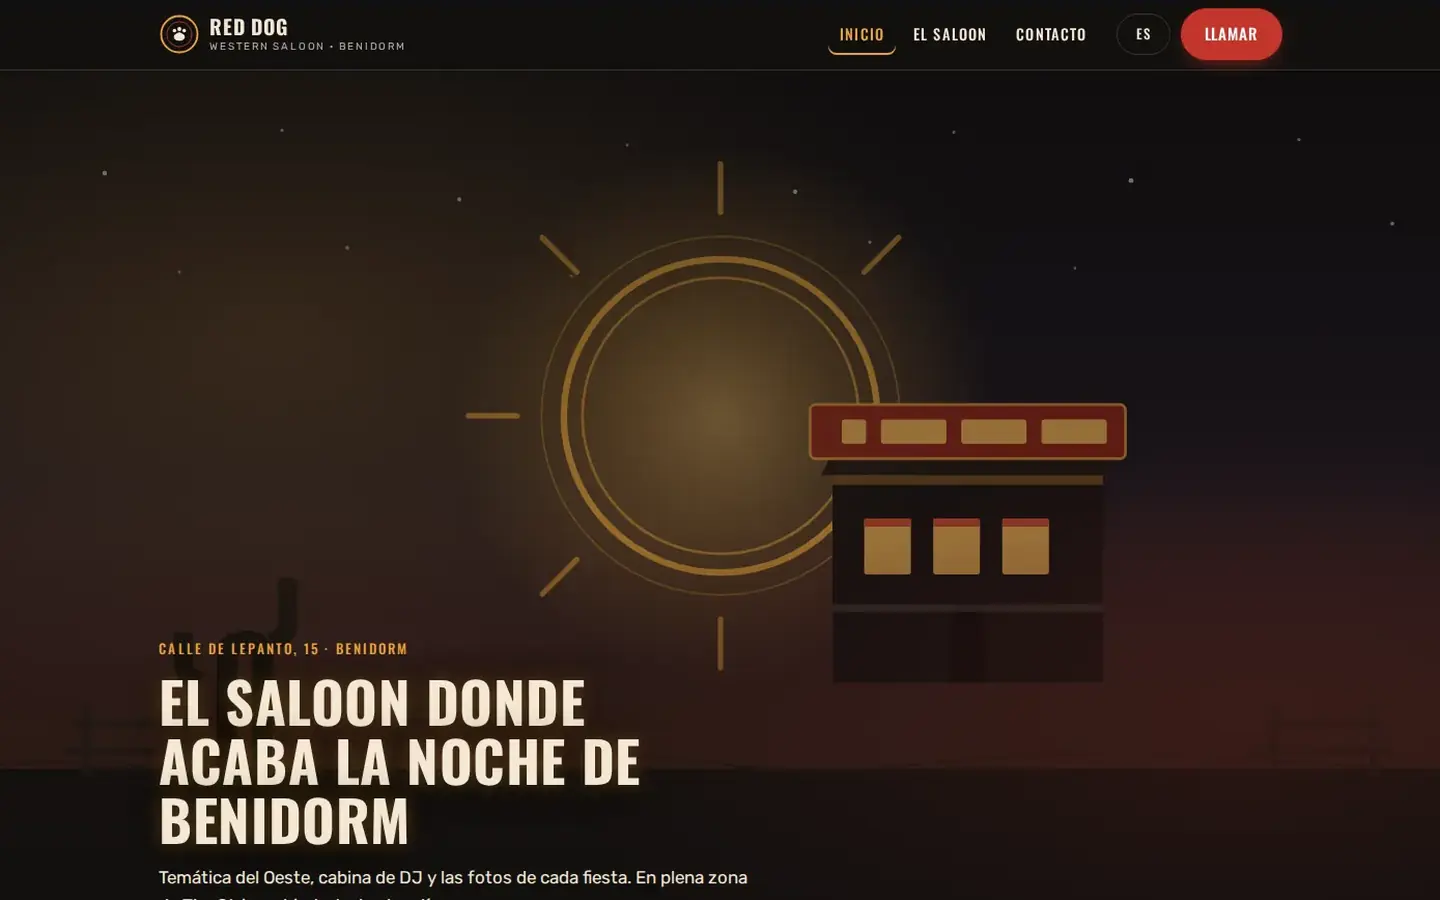 RED DOG
WESTERN SALOON • BENIDORM
INICIO
EL SALOON
CONTACTO
ES
LLAMAR
CALLE DE LEPANTO, 15 · BENIDORM
EL SALOON DONDE
ACABA LA NOCHE DE
BENIDORM
Temática del Oeste, cabina de DJ y las fotos de cada fiesta. En plena zona